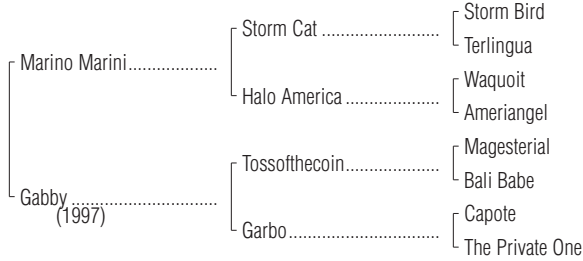 Storm Bird
Storm Cat ........................
Terlingua
Marino Marini..................
Waquoit
Halo America ...................
Ameriangel
Magesterial
Tossofthecoin...................
Bali Babe
Gabby .............................
(1997)
Capote
Garbo..............................
The Private One